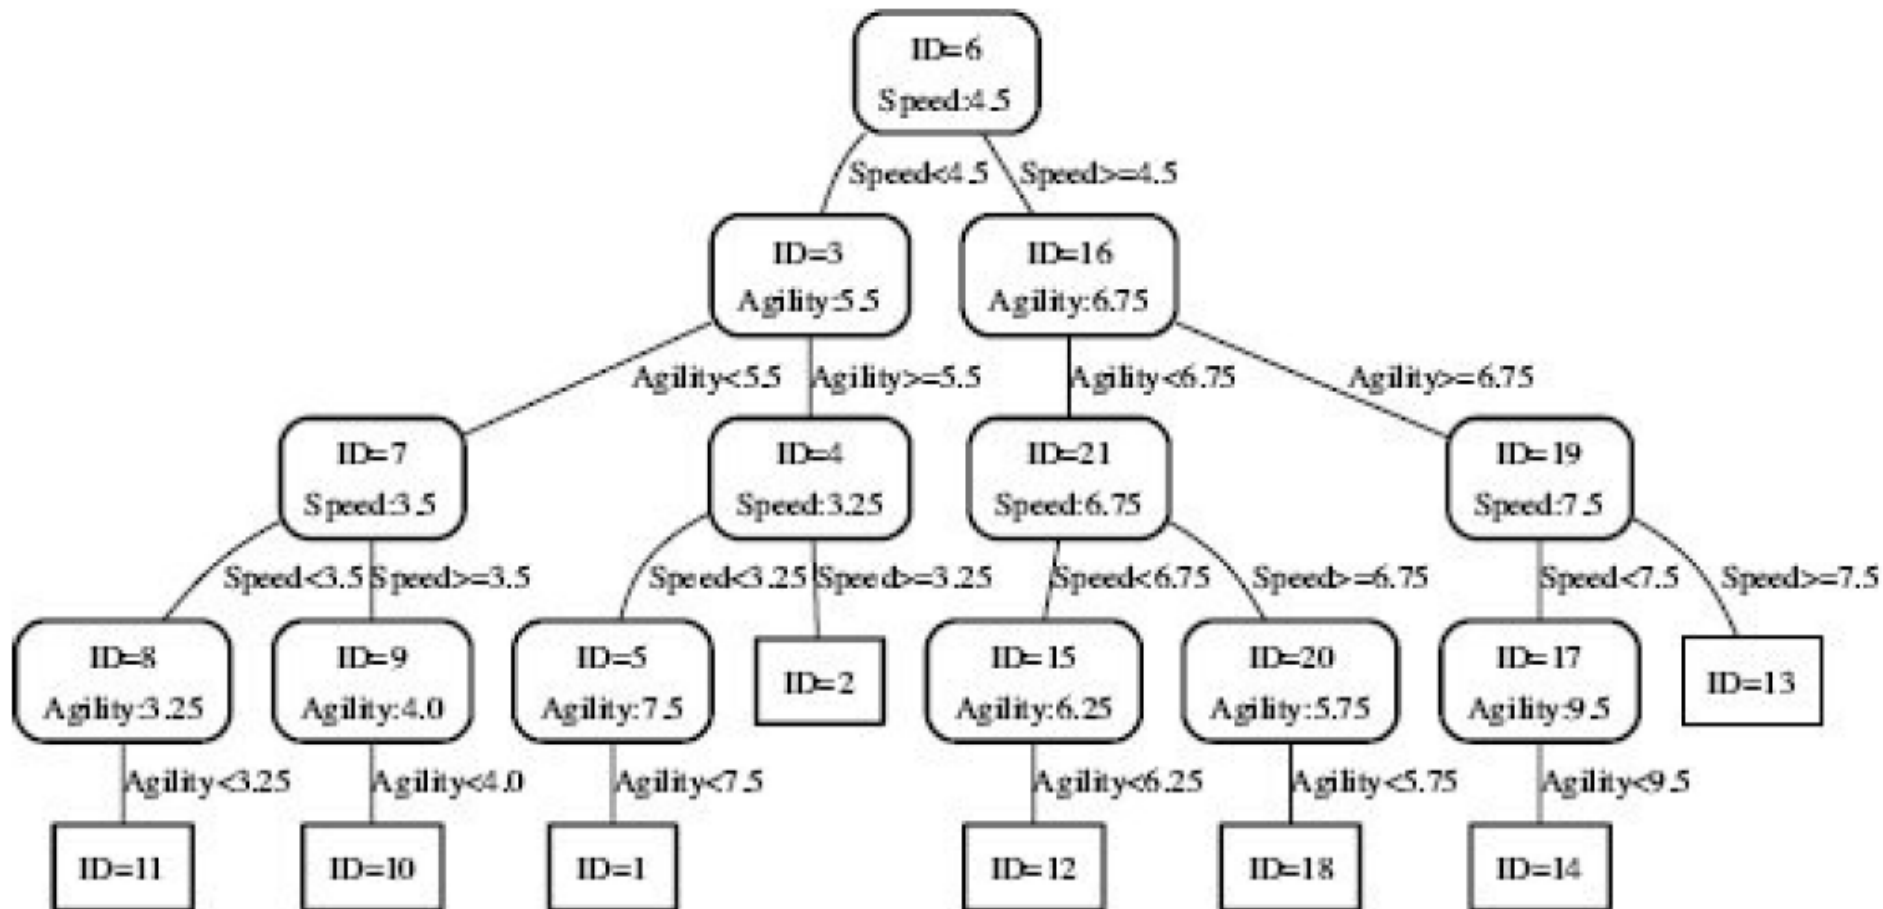 ID=6
Speed:4.5
Speed<4.5 Speed>=4.5
ID=3 ID=16
Agility:5.5 Agility:6.75
Agility<5.5 Agility>=5.5 Agility<6.75 Agility>=6.75
ID=7 ID=4 ID=21 ID=19
Speed:3.5 Speed:3.25 Speed:6.75 Speed:7.5
Speed<3.5 Speed>=3.5 Speed<3.25 Speed>=3.25 Speed<6.75 Speed>=6.75 Speed<7.5 Speed>=7.5
ID=8 ID=9 ID=5 ID=2 ID=15 ID=20 ID=17 ID=13
Agility:3.25 Agility:4.0 Agility:7.5 Agility:6.25 Agility:5.75 Agility:9.5
Agility<3.25 Agility<4.0 Agility<7.5 Agility<6.25 Agility<5.75 Agility<9.5
ID=11 ID=10 ID=1 ID=12 ID=18 ID=14